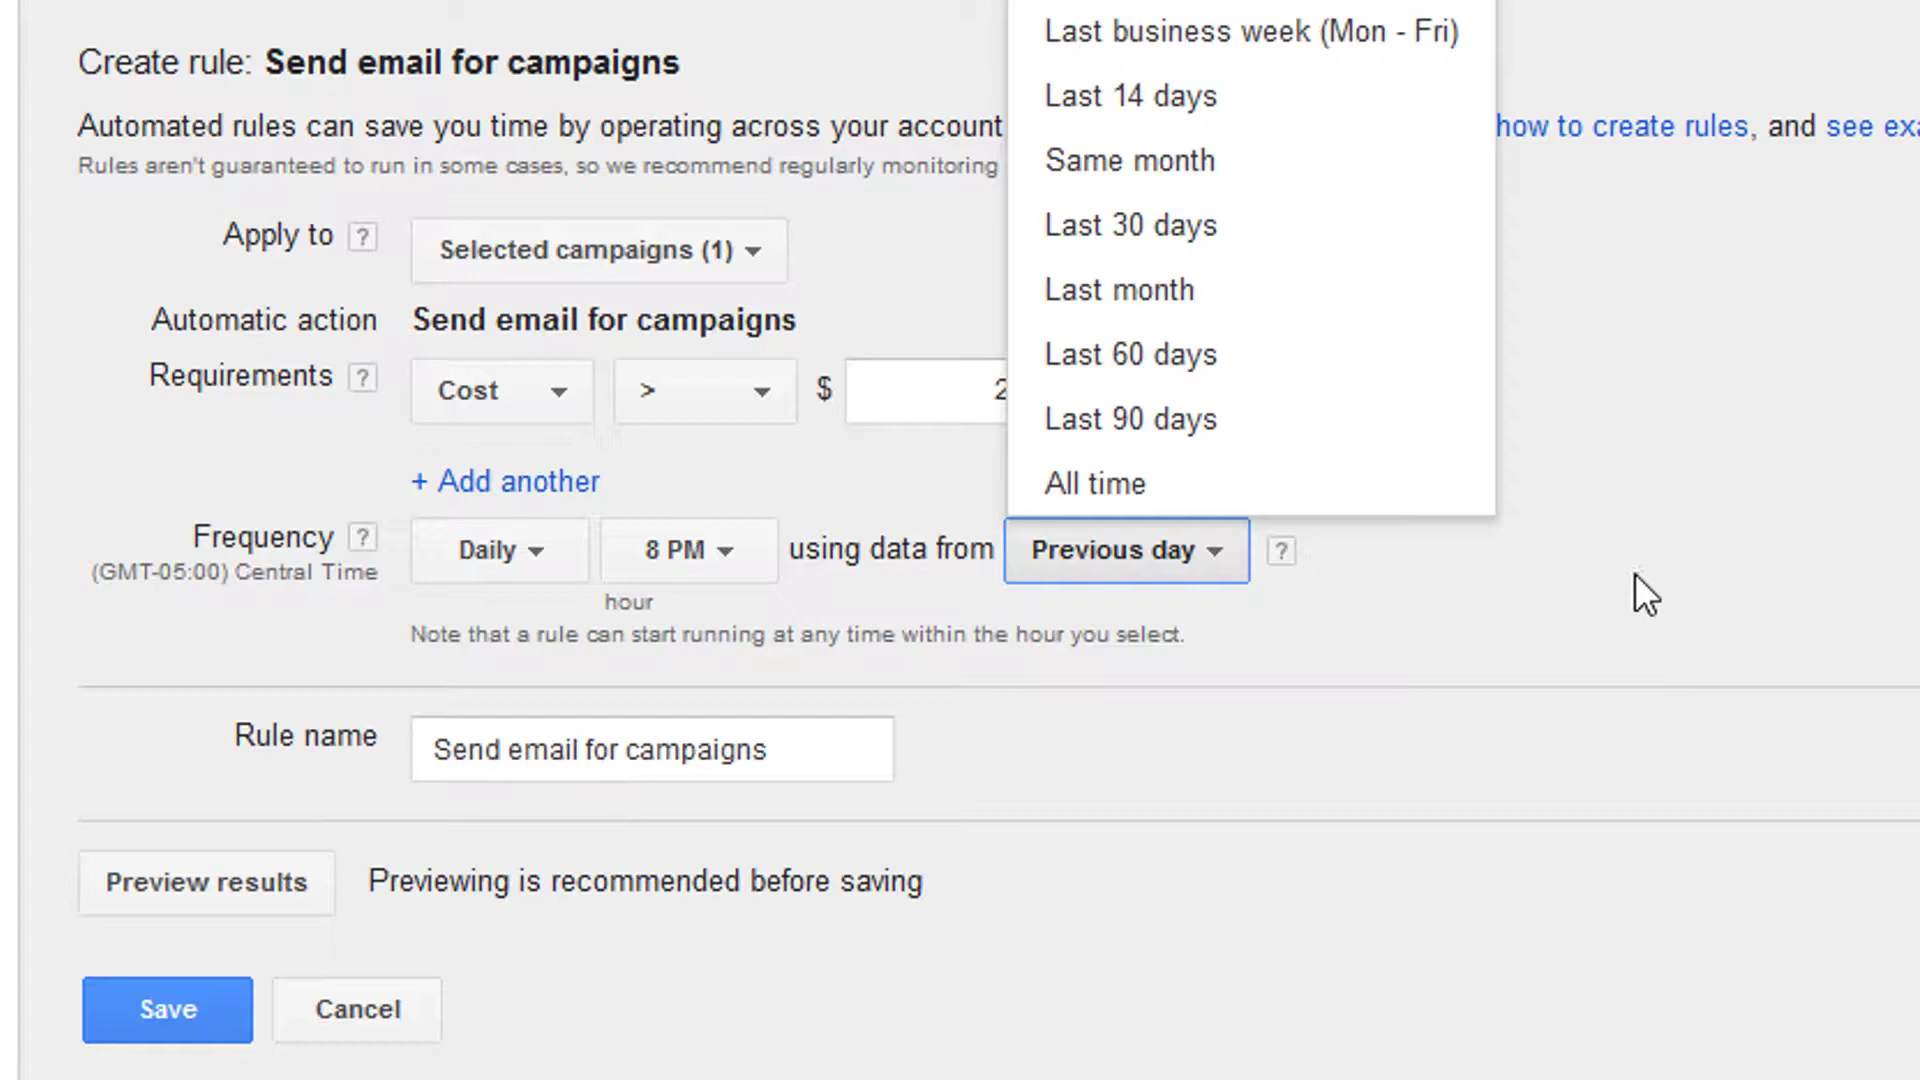 Create rule: Send email for campaigns
Automated rules can save you time by operating across your account
how to create rules, and see
Rules aren't guaranteed to run in some cases, so we recommend regularly monitoring
Apply to ?
Selected campaigns (1)
Automatic action
Send email for campaigns
Requirements ?
Cost
>
$
2
+ Add another
Last business week (Mon - Fri)
Last 14 days
Same month
Last 30 days
Last month
Last 60 days
Last 90 days
All time
Frequency ?
(GMT-05:00) Central Time
Daily
8 PM
using data from
Previous day
?
hour
Note that a rule can start running at any time within the hour you select.
Rule name
Send email for campaigns
Preview results
Previewing is recommended before saving
Save
Cancel